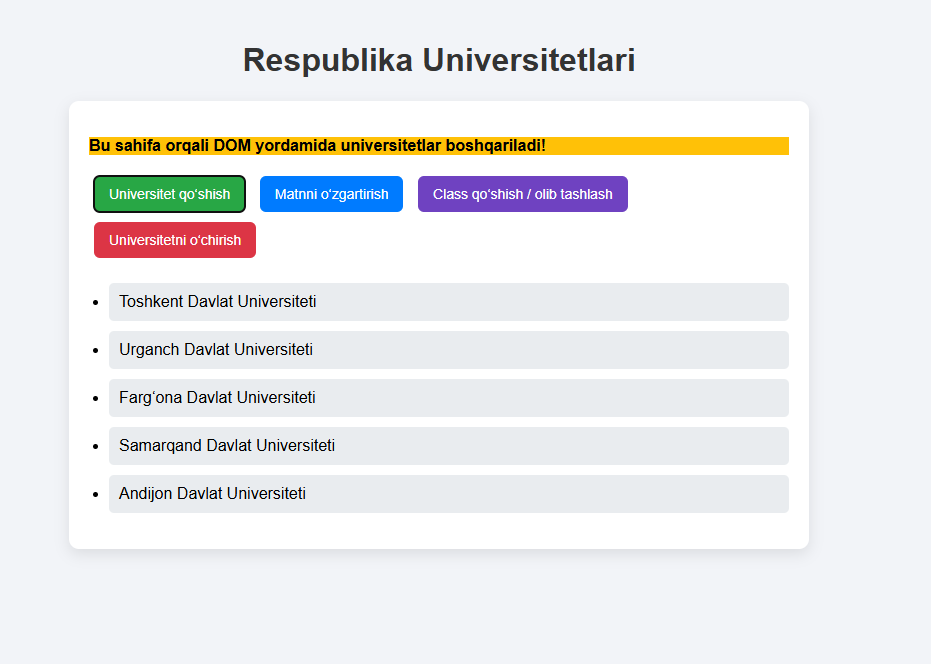 Respublika Universitetlari
Bu sahifa orqali DOM yordamida universitetlar boshqariladi!
Universitet qo‘shish
Matnni o‘zgartirish
Class qo‘shish / olib tashlash
Universitetni o‘chirish
Toshkent Davlat Universiteti
Urganch Davlat Universiteti
Farg‘ona Davlat Universiteti
Samarqand Davlat Universiteti
Andijon Davlat Universiteti